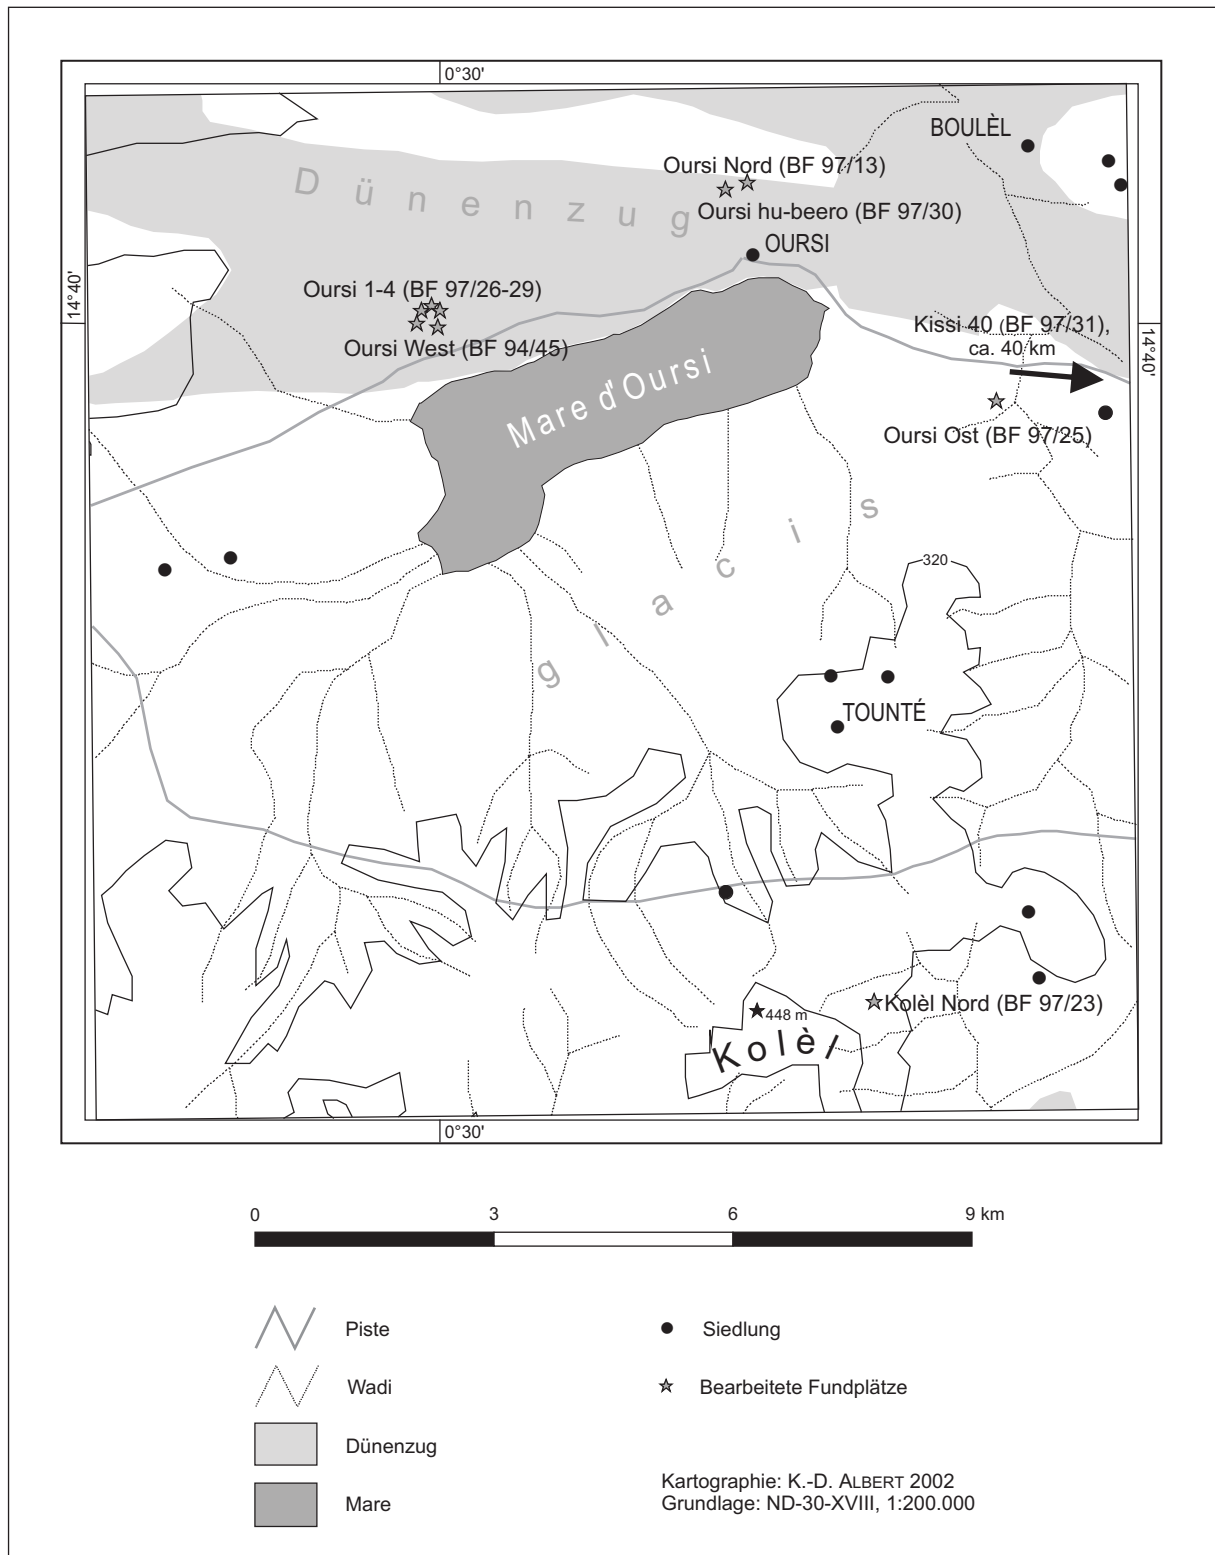 0°30'
BOULÈL
Oursi Nord (BF 97/13)
Dünenzug
Oursi hu-beero (BF 97/30)
OURSI
14°40'
Oursi 1-4 (BF 97/26-29)
Kissi 40 (BF 97/31),
ca. 40 km
14°40'
Oursi West (BF 94/45)
Mare d'Oursi
Oursi Ost (BF 97/25)
glacis
320
TOUNTÉ
Kolèl Nord (BF 97/23)
448 m
Kolèl
0°30'
0 3 6 9 km
Piste
Siedlung
Wadi
Bearbeitete Fundplätze
Dünenzug
Mare
Kartographie: K.-D. ALBERT 2002
Grundlage: ND-30-XVIII, 1:200.000